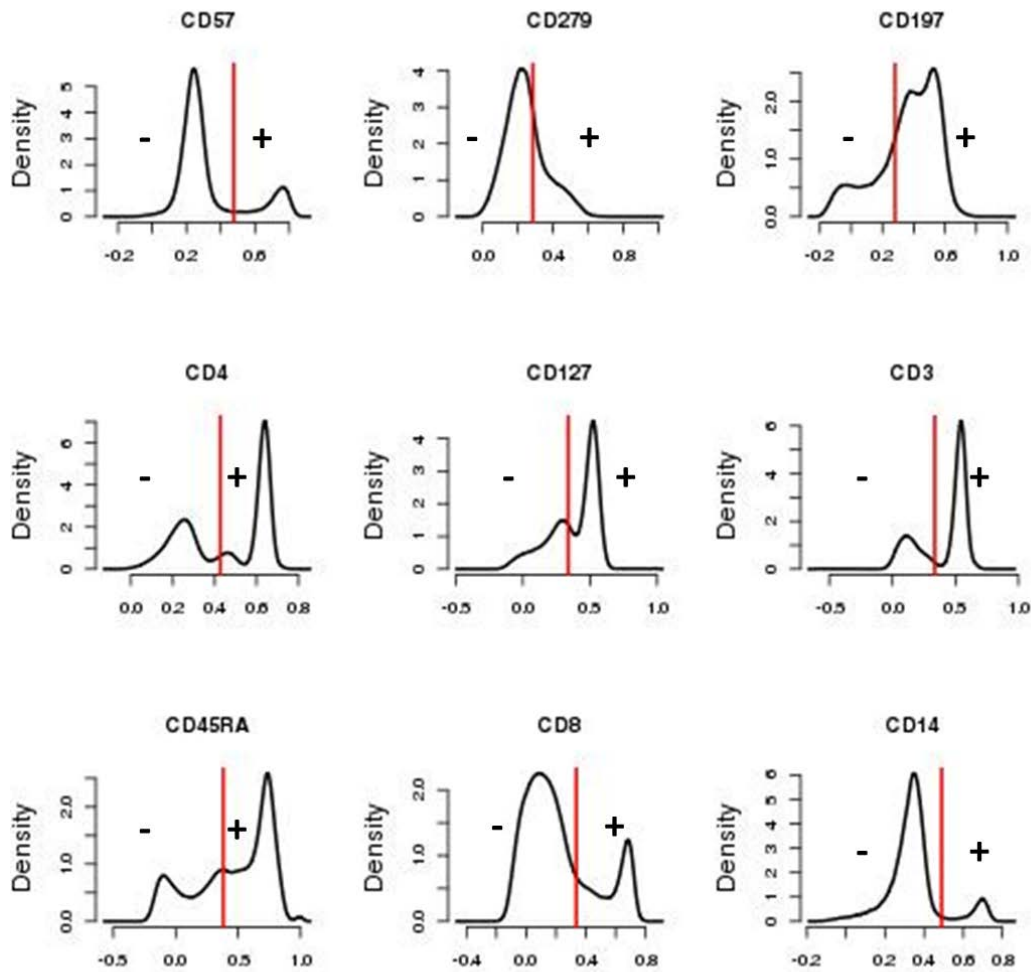 CD57 CD279 CD197
Density 0 1 2 3 4 5 - +
Density 0 1 2 3 4 - +
Density 0.0 1.0 2.0 - +
-0.2 0.2 0.6
0.0 0.4 0.8
-0.2 0.2 0.6 1.0
CD4 CD127 CD3
Density 0 2 4 6 - +
Density 0 1 2 3 4 - +
Density 0 2 4 6 - +
0.0 0.2 0.4 0.6 0.8
-0.5 0.0 0.5 1.0
-0.5 0.0 0.5 1.0
CD45RA CD8 CD14
Density 0.0 1.0 2.0 - +
Density 0.0 1.0 2.0 - +
Density 0 1 2 3 4 5 6 - +
-0.5 0.0 0.5 1.0
-0.4 0.0 0.4 0.8
-0.2 0.2 0.4 0.6 0.8